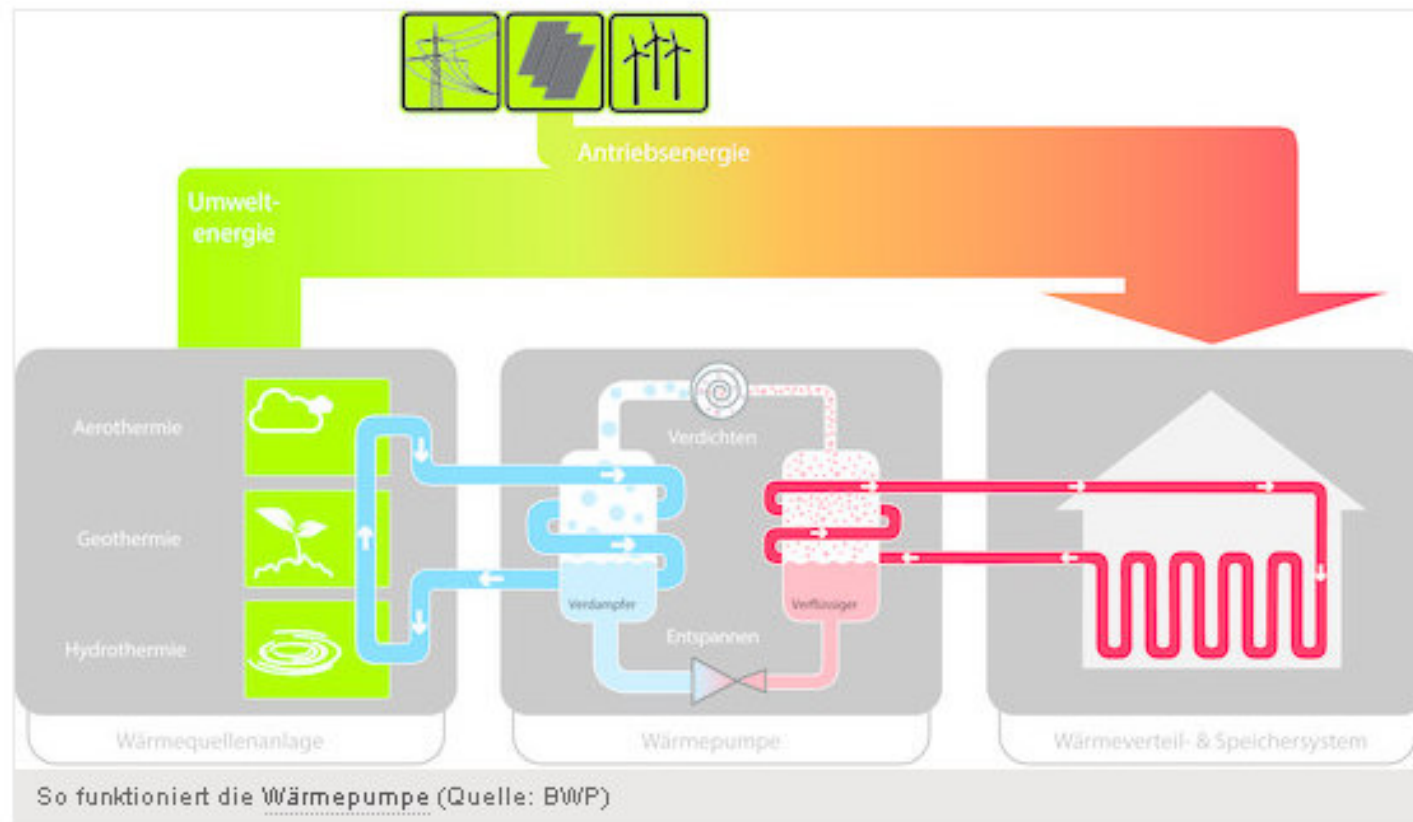 Antriebsenergie
Umwelt-
energie
Aerothermie
Geothermie
Hydrothermie
Wärmequellenanlage
Verdichten
Verdampfer
Verflüssiger
Entspannen
Wärmepumpe
Wärmeverteil- & Speichersystem
So funktioniert die Wärmepumpe (Quelle: BWP)